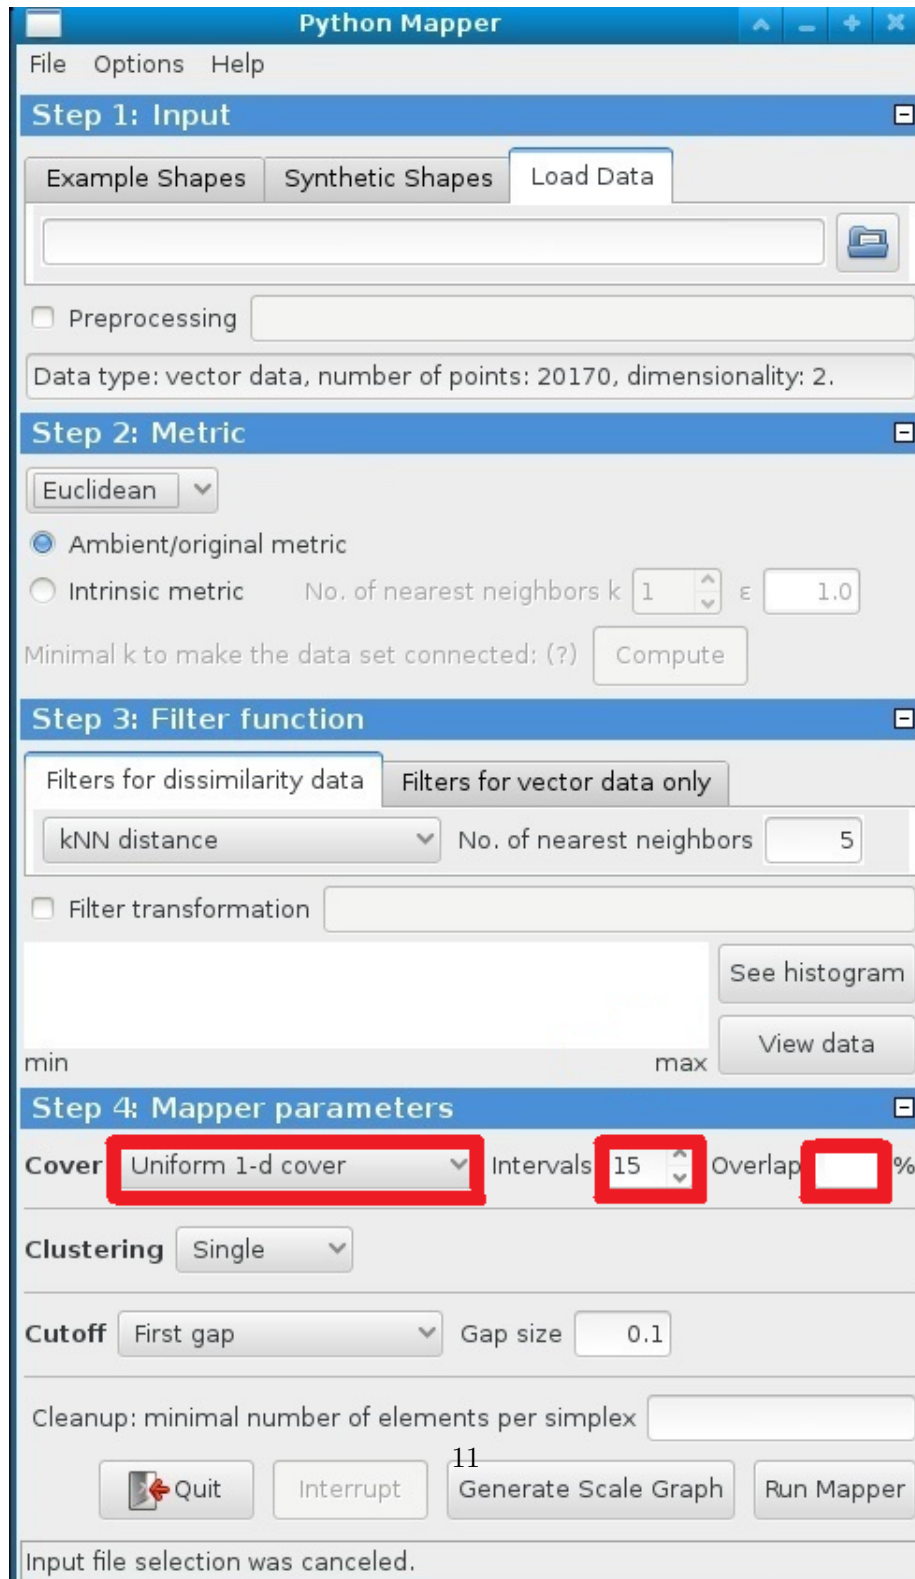 Python Mapper
File Options Help
Step 1: Input
Example Shapes Synthetic Shapes Load Data
Preprocessing
Data type: vector data, number of points: 20170, dimensionality: 2.
Step 2: Metric
Euclidean
Ambient/original metric
Intrinsic metric No. of nearest neighbors k 1 ε 1.0
Minimal k to make the data set connected: (?) Compute
Step 3: Filter function
Filters for dissimilarity data Filters for vector data only
kNN distance No. of nearest neighbors 5
Filter transformation
See histogram
View data
min max
Step 4: Mapper parameters
Cover Uniform 1-d cover Intervals 15 Overlap %
Clustering Single
Cutoff First gap Gap size 0.1
Cleanup: minimal number of elements per simplex
11
Quit Interrupt Generate Scale Graph Run Mapper
Input file selection was canceled.